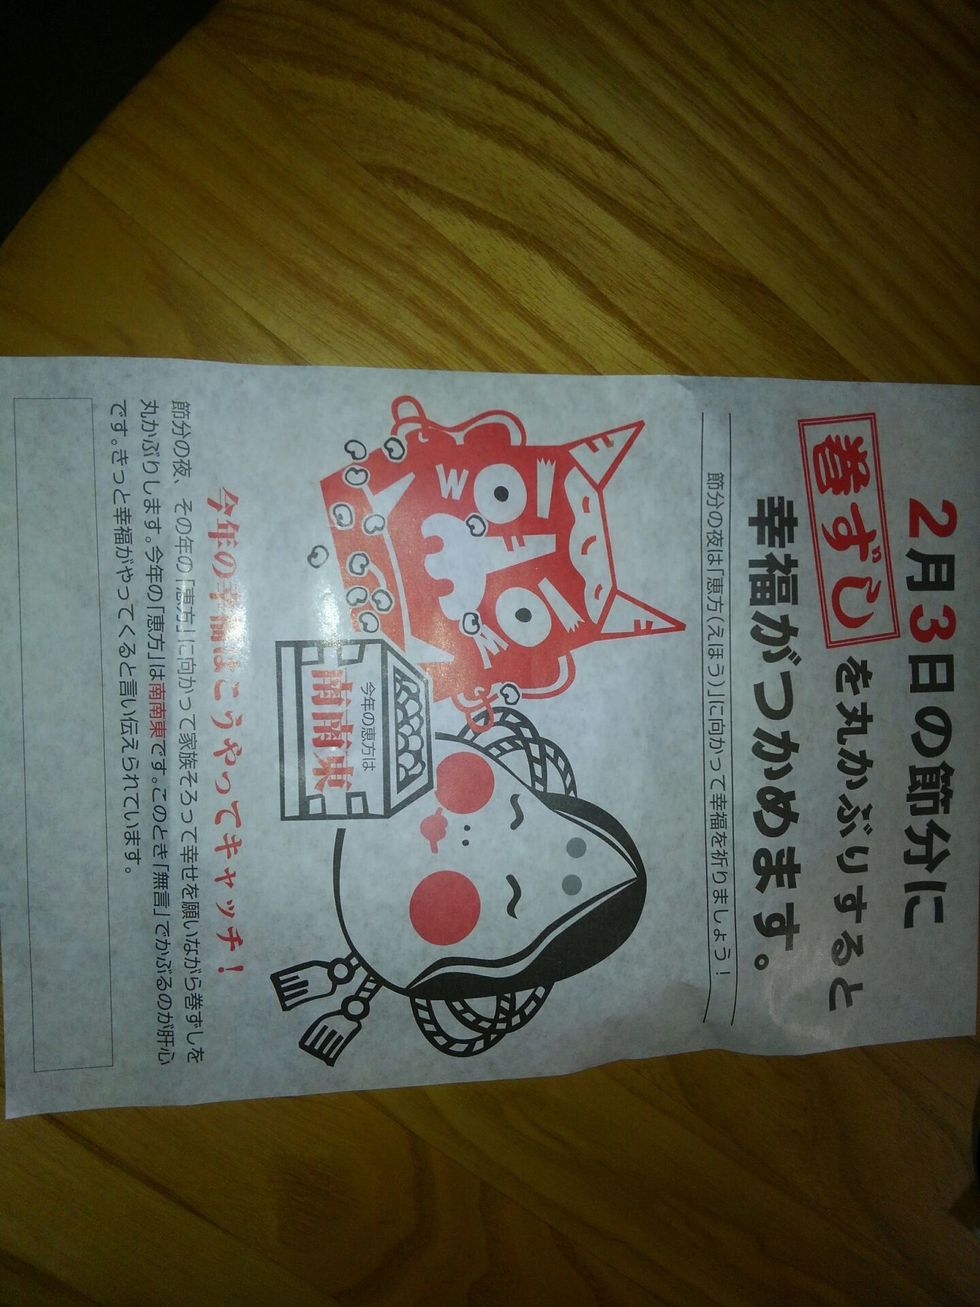 2月3日の節分に
巻ずしを丸かぶりすると
幸福がつかめます。
節分の夜は「恵方(えほう)」に向かって幸福を祈りましょう!
今年の恵方は
南南東
今年の幸福はこうやってキャッチ!
節分の夜、その年の「恵方」に向かって家族そろって幸せを願いながら巻ずしを
丸かぶりします。今年の「恵方」は南南東です。このとき「無言」でかぶるのが肝心
です。きっと幸福がやってくると言い伝えられています。